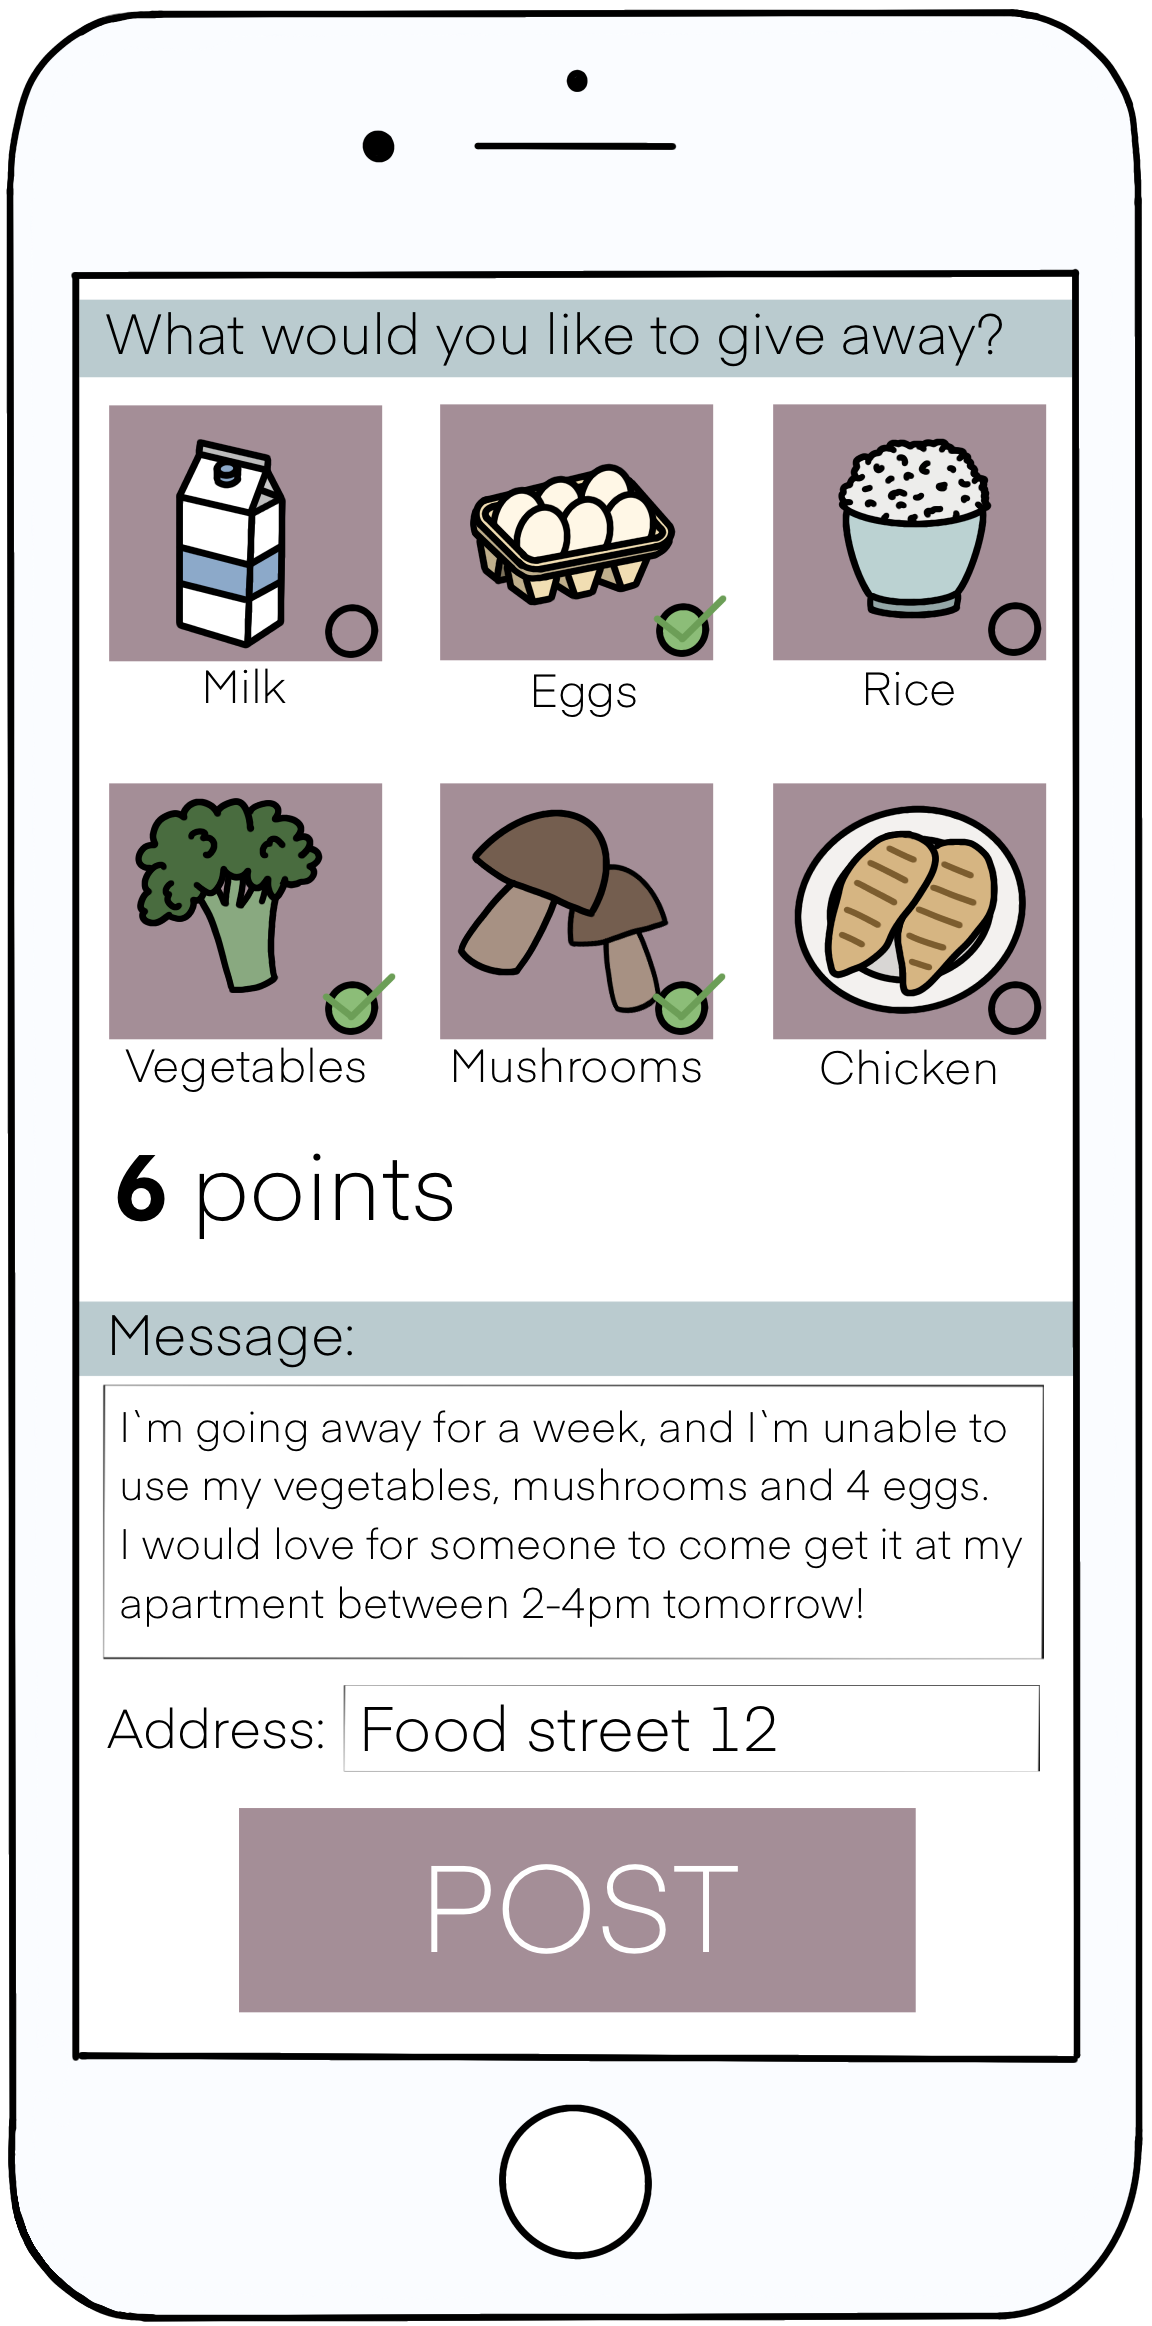 What would you like to give away?
Milk
Eggs
Rice
Vegetables
Mushrooms
Chicken
6 points
Message:
I`m going away for a week, and I`m unable to
use my vegetables, mushrooms and 4 eggs.
I would love for someone to come get it at my
apartment between 2-4pm tomorrow!
Address: Food street 12
POST